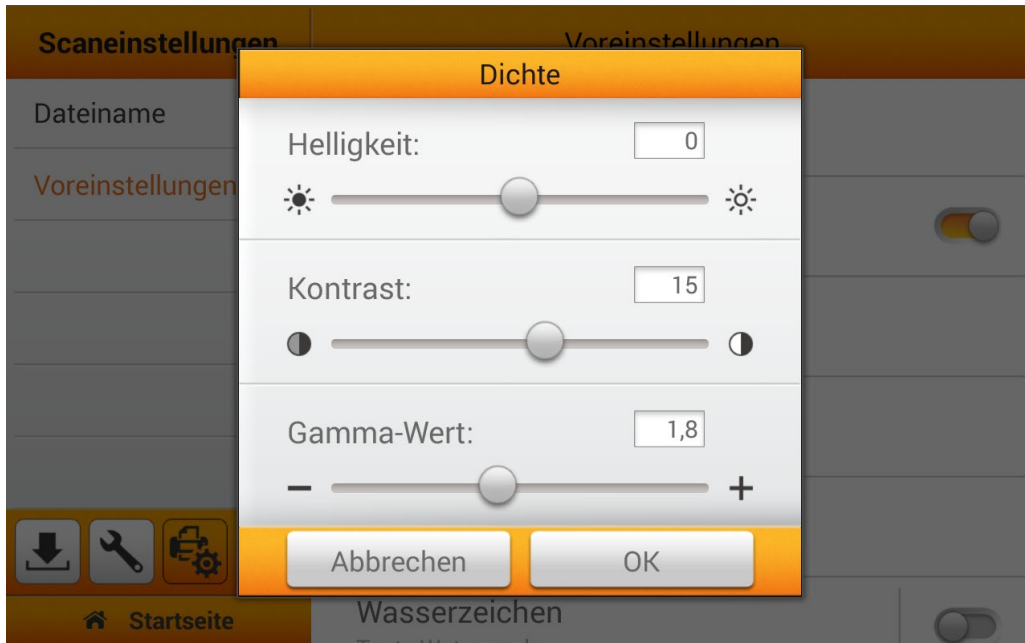 Scaneinstellungen
Voreinstellungen
Dichte
Dateiname
Voreinstellungen
Helligkeit:
0
Kontrast:
15
Gamma-Wert:
1,8
Abbrechen
OK
Startseite
Wasserzeichen